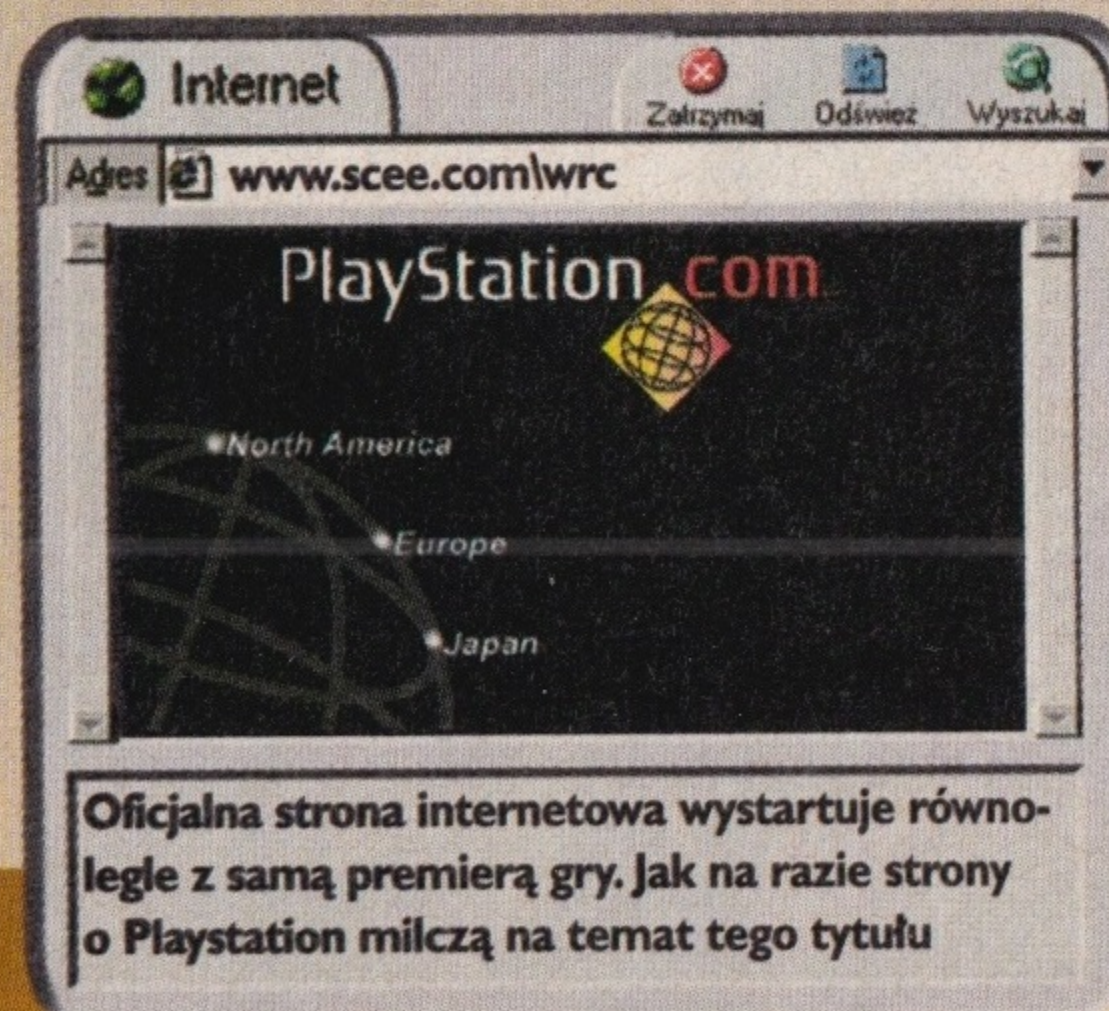 Internet
Zatrzymaj Odśwież Wyszukaj
Adres www.scee.com\wrc
PlayStation.com
North America
Europe
Japan
Oficjalna strona internetowa wystartuje równo-
legle z samą premierą gry. Jak na razie strony
o Playstation milczą na temat tego tytułu